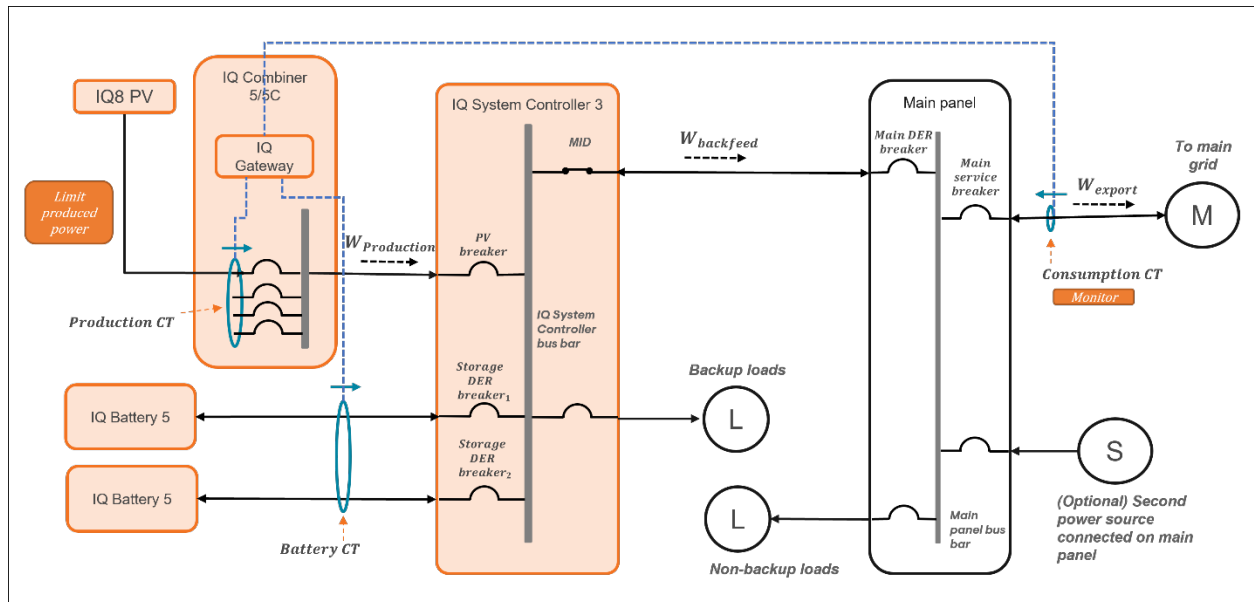 IQ8 PV
Limit
produced
power
IQ Combiner
5/5C
IQ
Gateway
Production CT
W_Production
IQ System Controller 3
MID
PV
breaker
IQ System
Controller
bus bar
Storage
DER
breaker₁
Storage
DER
breaker₂
IQ Battery 5
IQ Battery 5
Battery CT
W_backfeed
Backup loads
L
L
Non-backup loads
Main panel
Main DER
breaker
Main
service
breaker
Main
panel bus
bar
W_export
To main
grid
M
Consumption CT
Monitor
S
(Optional) Second
power source
connected on main
panel